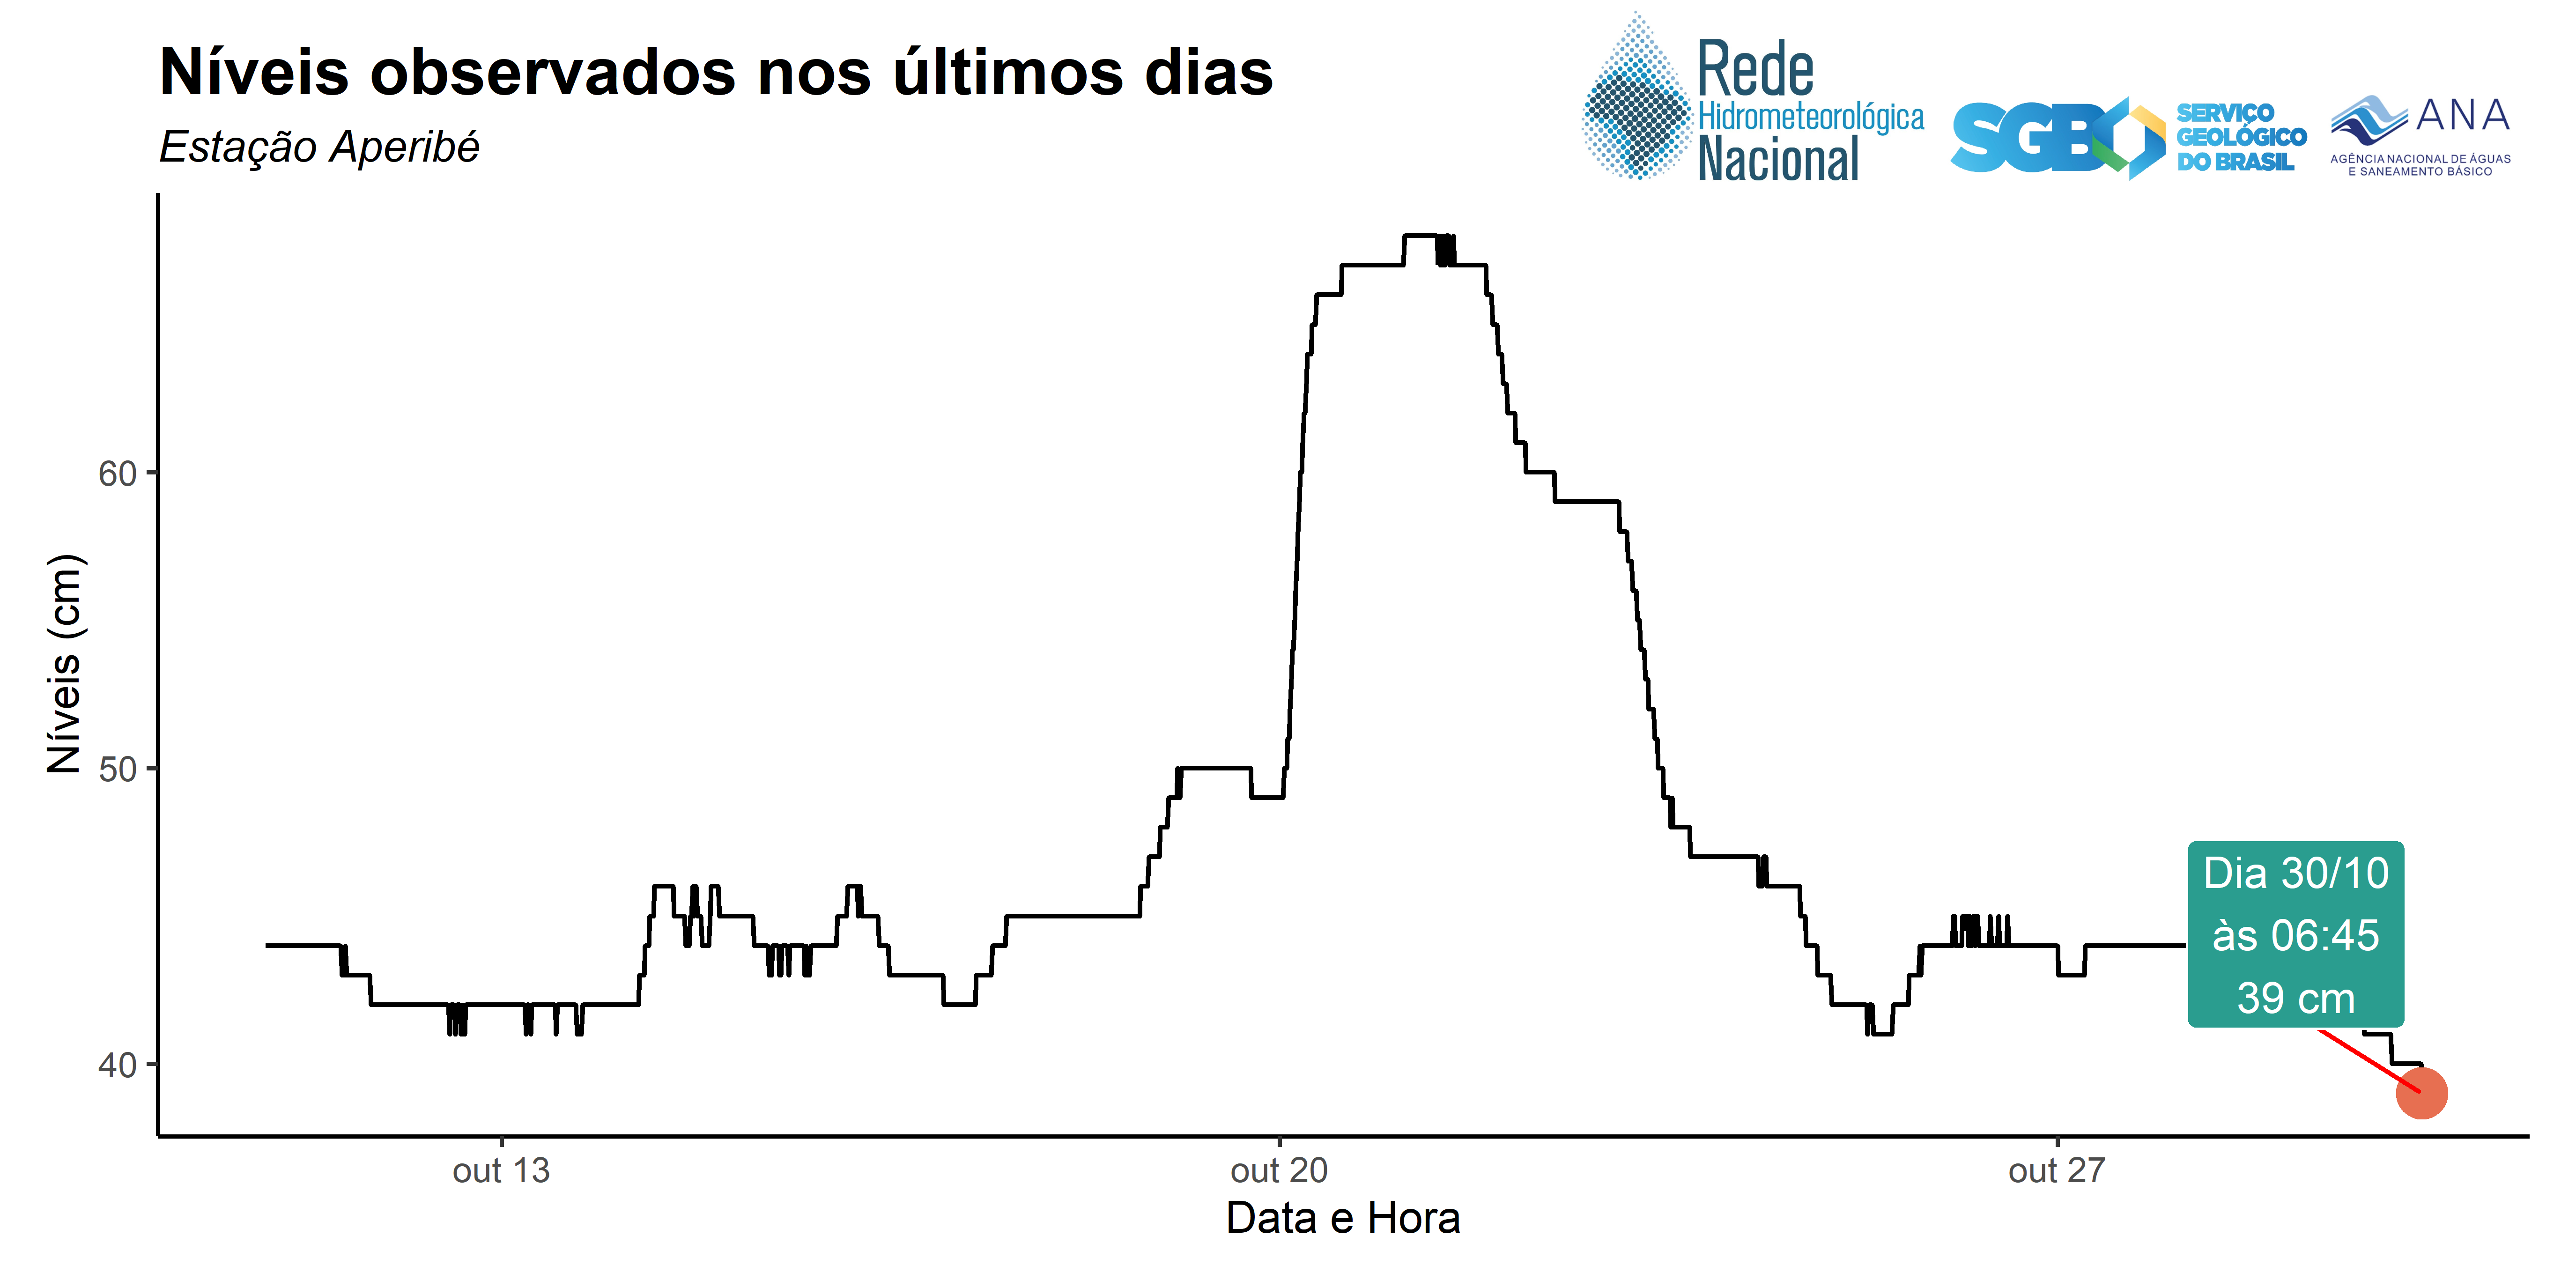 Níveis observados nos últimos dias
Estação Aperibé
Rede
Hidrometeorológica
Nacional
SGB
SERVIÇO
GEOLÓGICO
DO BRASIL
ANA
AGÊNCIA NACIONAL DE ÁGUAS
E SANEAMENTO BÁSICO
Níveis (cm)
60
50
40
Dia 30/10
às 06:45
39 cm
out 13
out 20
out 27
Data e Hora